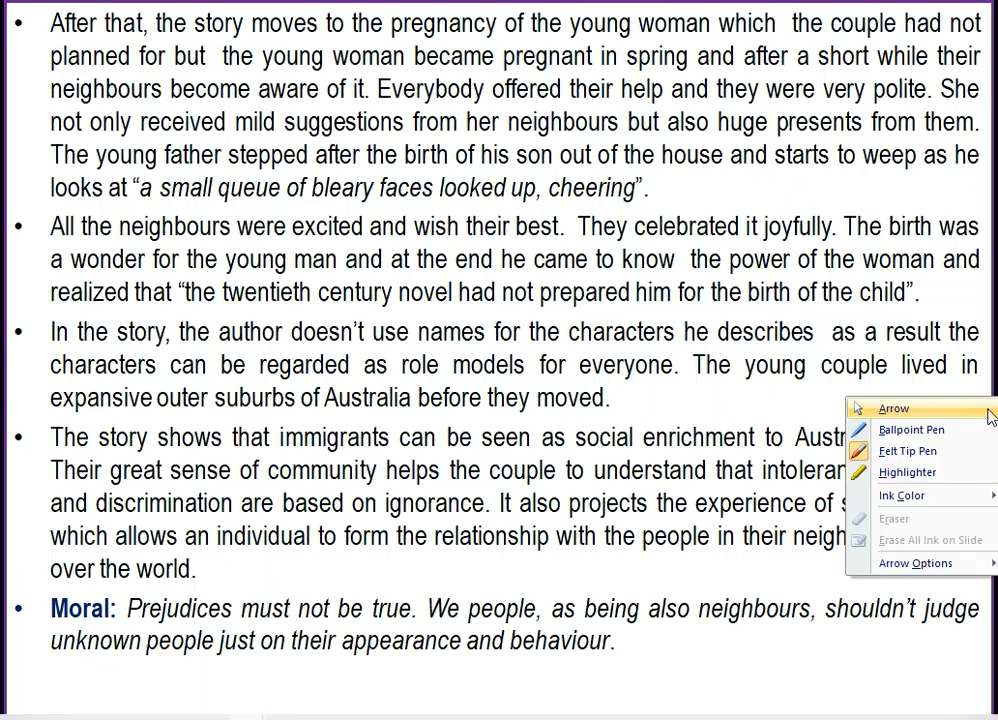 • After that, the story moves to the pregnancy of the young woman which the couple had not
planned for but the young woman became pregnant in spring and after a short while their
neighbours become aware of it. Everybody offered their help and they were very polite. She
not only received mild suggestions from her neighbours but also huge presents from them.
The young father stepped after the birth of his son out of the house and starts to weep as he
looks at “a small queue of bleary faces looked up, cheering”.
• All the neighbours were excited and wish their best. They celebrated it joyfully. The birth was
a wonder for the young man and at the end he came to know the power of the woman and
realized that “the twentieth century novel had not prepared him for the birth of the child”.
• In the story, the author doesn’t use names for the characters he describes as a result the
characters can be regarded as role models for everyone. The young couple lived in
expansive outer suburbs of Australia before they moved.
• The story shows that immigrants can be seen as social enrichment to
Their great sense of community helps the couple to understand that
and discrimination are based on ignorance. It also projects the experience of
which allows an individual to form the relationship with the people in their
over the world.
• Moral: Prejudices must not be true. We people, as being also neighbours, shouldn’t judge
unknown people just on their appearance and behaviour.
Arrow
Ballpoint Pen
Felt Tip Pen
Highlighter
Ink Color
Eraser
Erase All Ink on Slide
Arrow Options